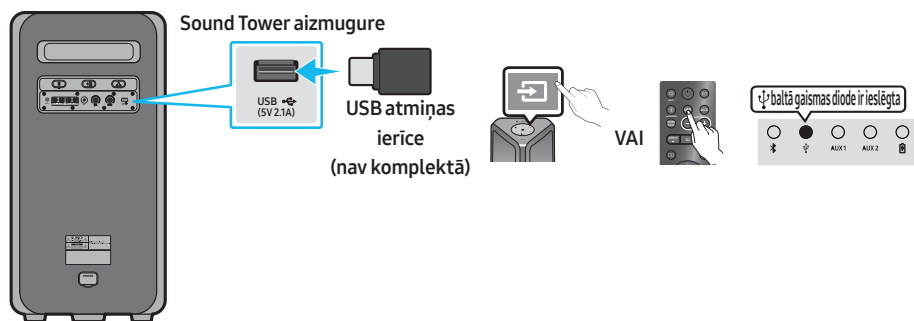 Sound Tower aizmugure
USB
(5V 2.1A)
USB atmiņas
ierīce
(nav komplektā)
VAI
baltā gaismas diode ir ieslēgta
AUX 1
AUX 2